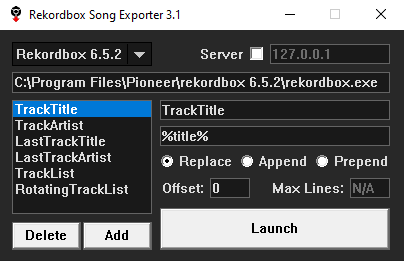 Rekordbox Song Exporter 3.1
Rekordbox 6.5.2
Server
127.0.0.1
C:\Program Files\Pioneer\rekordbox 6.5.2\rekordbox.exe
TrackTitle
TrackArtist
LastTrackTitle
LastTrackArtist
TrackList
RotatingTrackList
TrackTitle
%title%
Replace Append Prepend
Offset: 0 Max Lines: N/A
Delete Add
Launch